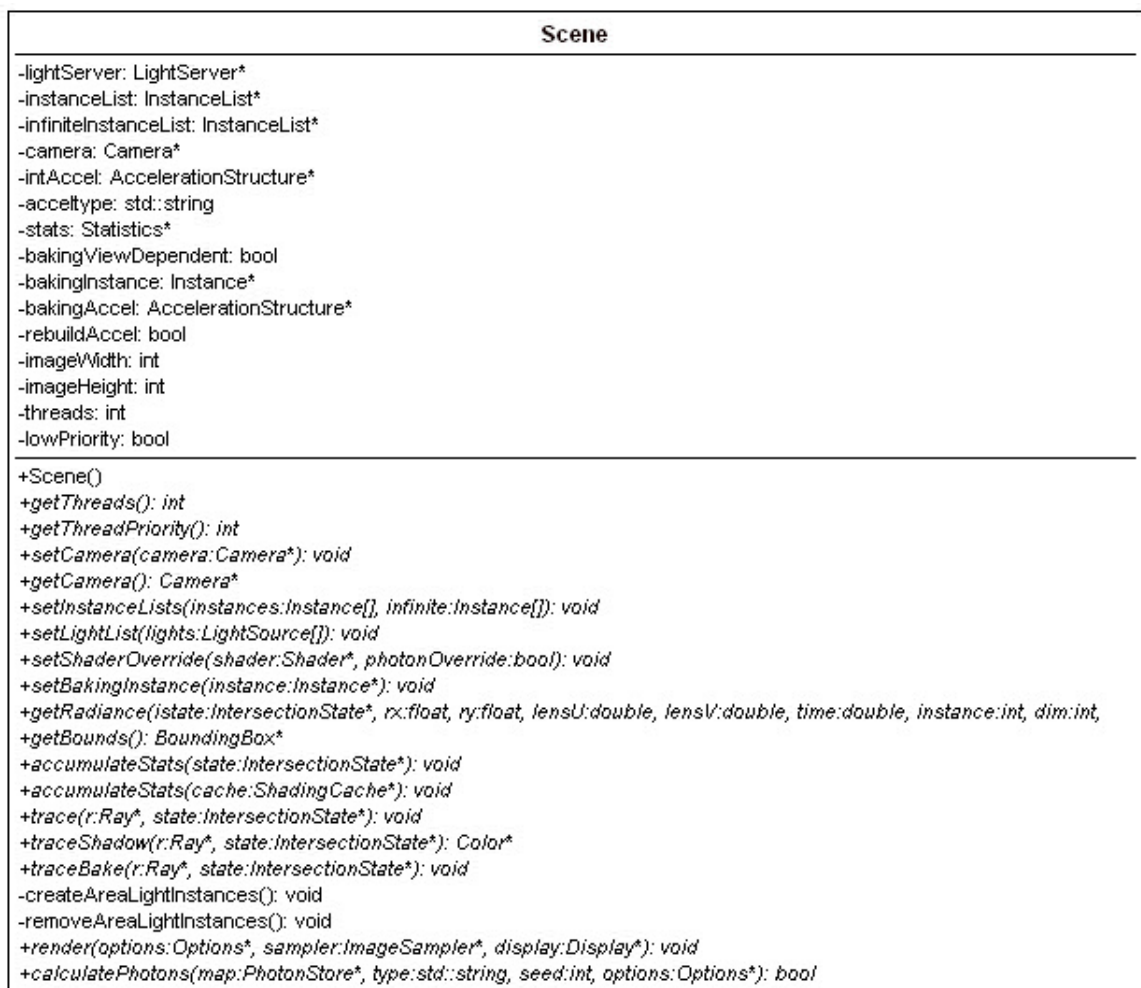 Scene
-lightServer: LightServer*
-instanceList: InstanceList*
-infiniteInstanceList: InstanceList*
-camera: Camera*
-intAccel: AccelerationStructure*
-acceltype: std::string
-stats: Statistics*
-bakingViewDependent: bool
-bakingInstance: Instance*
-bakingAccel: AccelerationStructure*
-rebuildAccel: bool
-imageWidth: int
-imageHeight: int
-threads: int
-lowPriority: bool
+Scene()
+getThreads(): int
+getThreadPriority(): int
+setCamera(camera:Camera*): void
+getCamera(): Camera*
+setInstanceLists(instances:Instance[], infinite:Instance[]): void
+setLightList(lights:LightSource[]): void
+setShaderOverride(shader:Shader*, photonOverride:bool): void
+setBakingInstance(instance:Instance*): void
+getRadiance(istate:IntersectionState*, rx:float, ry:float, lensU:double, lensV:double, time:double, instance:int, dim:int,
+getBounds(): BoundingBox*
+accumulateStats(state:IntersectionState*): void
+accumulateStats(cache:ShadingCache*): void
+trace(r:Ray*, state:IntersectionState*): void
+traceShadow(r:Ray*, state:IntersectionState*): Color*
+traceBake(r:Ray*, state:IntersectionState*): void
-createAreaLightInstances(): void
-removeAreaLightInstances(): void
+render(options:Options*, sampler:ImageSampler*, display:Display*): void
+calculatePhotons(map:PhotonStore*, type:std::string, seed:int, options:Options*): bool